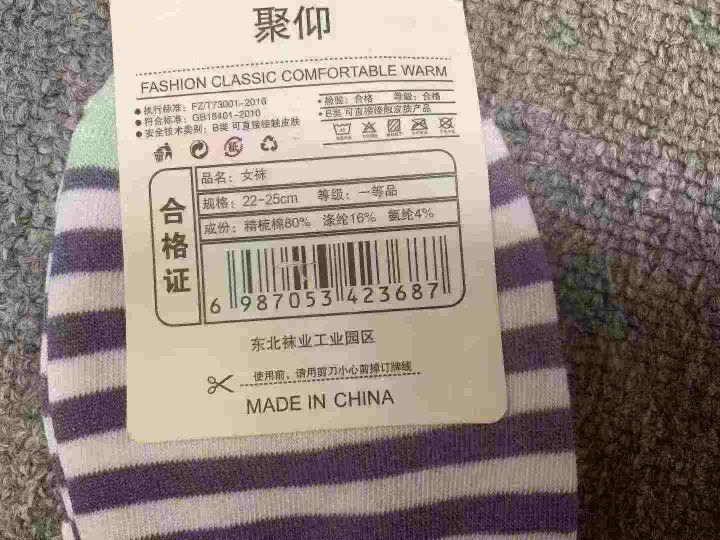 聚仰
FASHION CLASSIC COMFORTABLE WARM
●执行标准：FZ/T73001-2016
●符合标准：GB18401-2010
●安全技术类别：B类 可直接接触皮肤
•检验：合格 等级：合格
•B类 可直接接触皮肤产品
合格证
品名：女袜
规格：22-25cm 等级：一等品
成份：精梳棉80% 涤纶16% 氨纶4%
6 987053 423687
东北袜业工业园区
使用前，请用剪刀小心剪掉订牌线
MADE IN CHINA